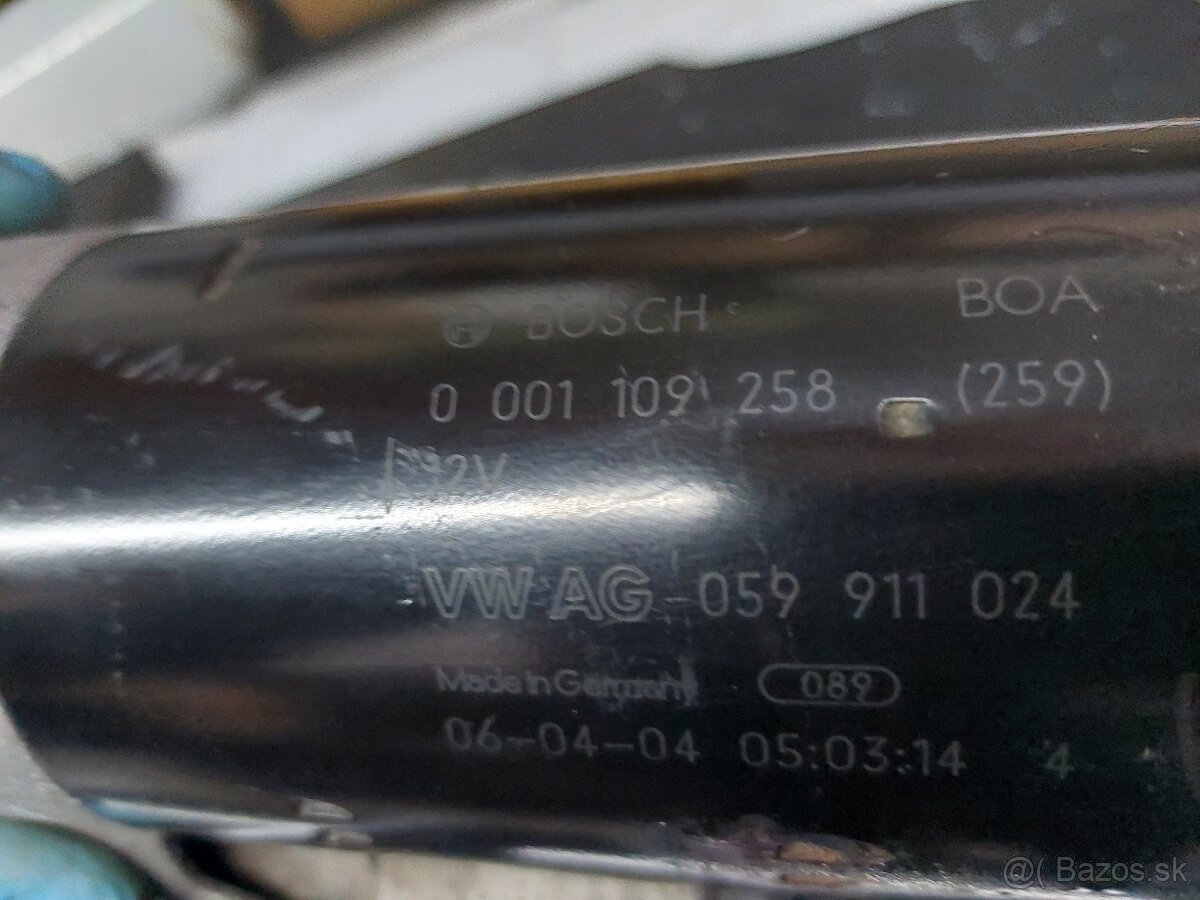 BOSCH BOA
0 001 109 258 (259)
12V
VW AG 059 911 024
Made in Germany 089
06-04-04 05:03:14 4
@( Bazos.sk